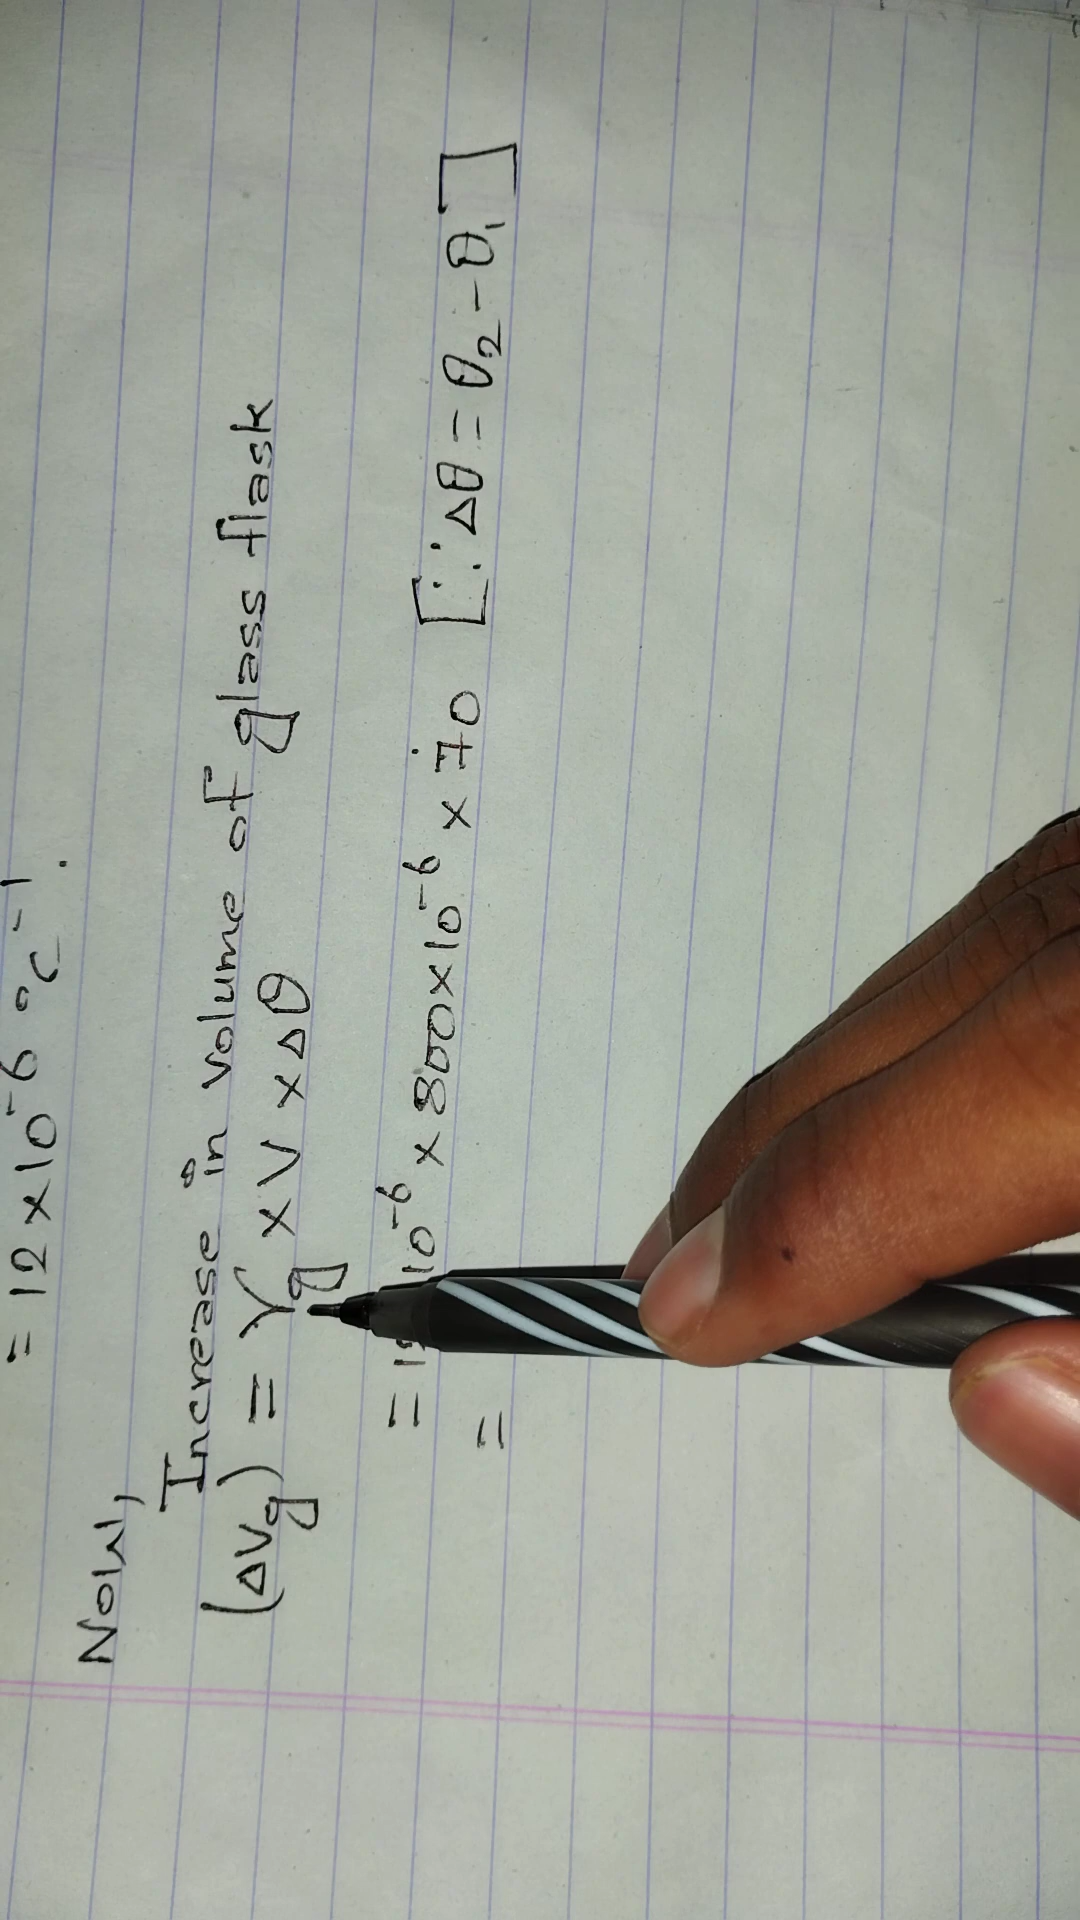 = 12 × 10⁻⁶ °C⁻¹.
Now,
Increase in volume of glass flask
(ΔVg) = γg × V × Δθ
= 10⁻⁶ × 800 × 10⁻⁶ × 70 [∵ Δθ = θ₂ - θ₁]
=